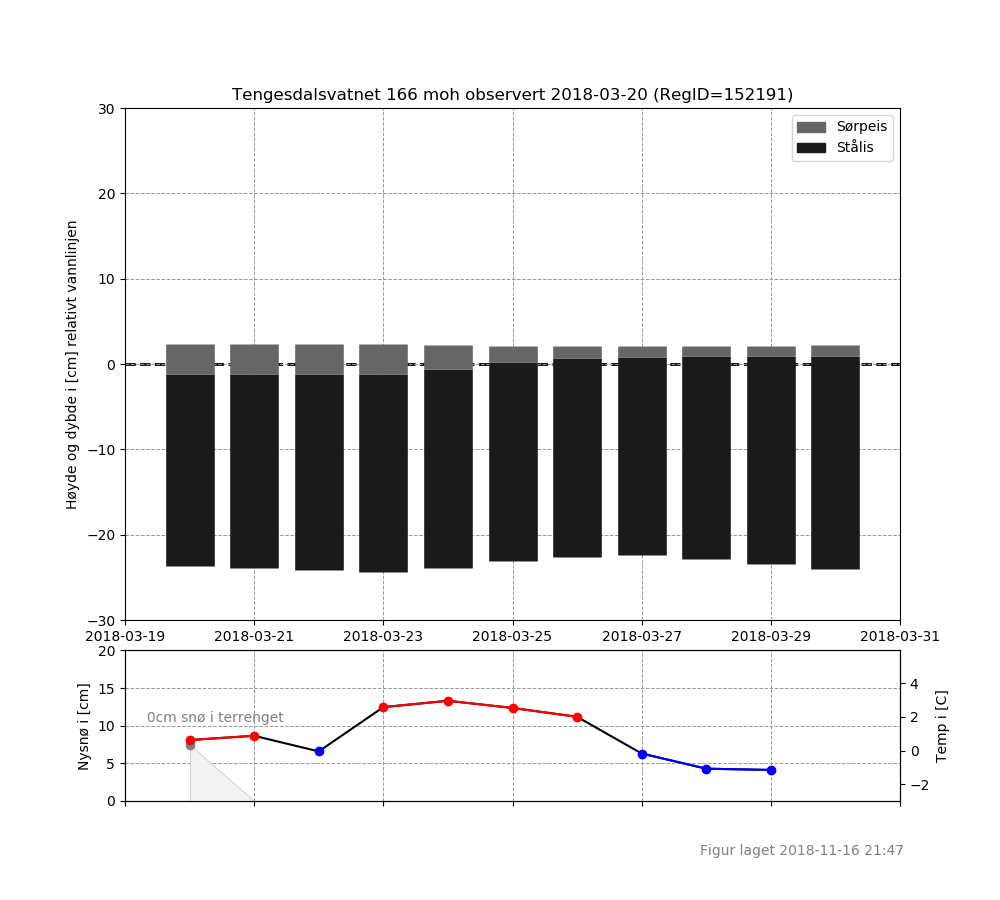 Tengesdalsvatnet 166 moh observert 2018-03-20 (RegID=152191)
Høyde og dybde i [cm] relativt vannlinjen
30
20
10
0
−10
−20
−30
Sørpeis
Stålis
2018-03-19 2018-03-21 2018-03-23 2018-03-25 2018-03-27 2018-03-29 2018-03-31
Nysnø i [cm]
20
15
10
5
0
0cm snø i terrenget
4
2
0
−2
Temp i [C]
Figur laget 2018-11-16 21:47